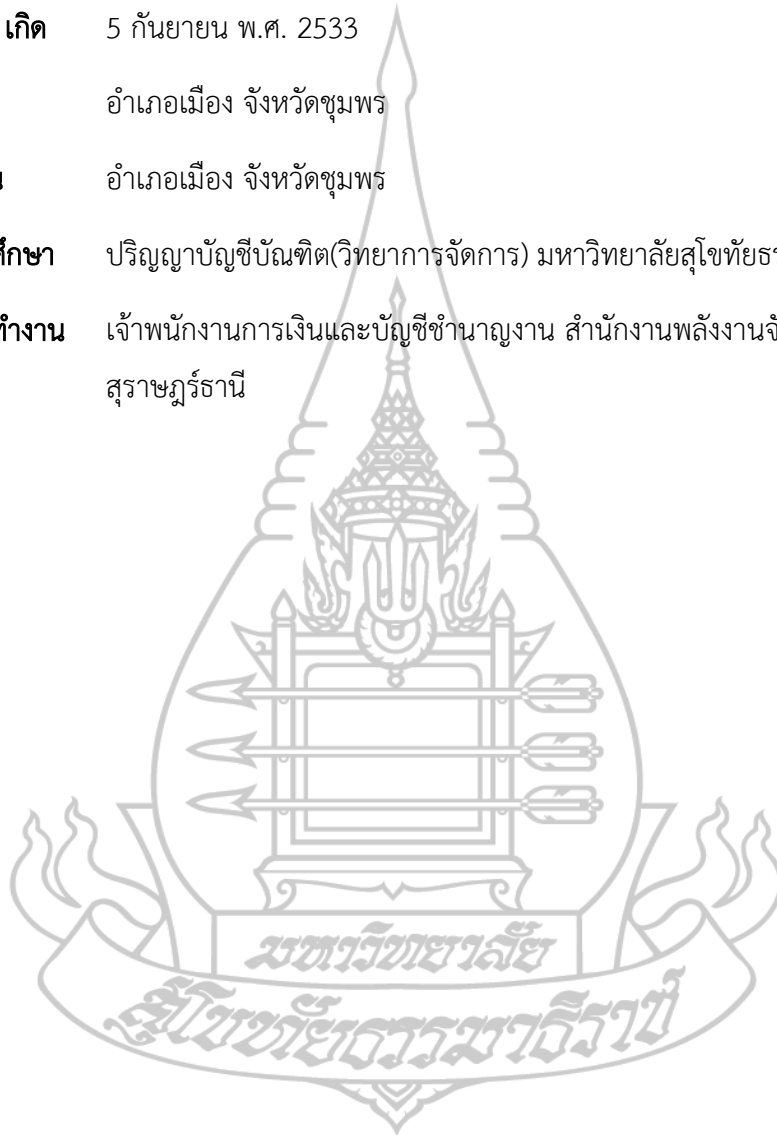 เกิด 5 กันยายน พ.ศ. 2533
อำเภอเมือง จังหวัดชุมพร
อำเภอเมือง จังหวัดชุมพร
ศึกษา ปริญญาบัญชีบัณฑิต(วิทยาการจัดการ) มหาวิทยาลัยสุโขทัยธร
ทำงาน เจ้าพนักงานการเงินและบัญชีชำนาญงาน สำนักงานพลังงานจั
สุราษฎร์ธานี
มหาวิทยาลัย
สุโขทัยธรรมาธิราช